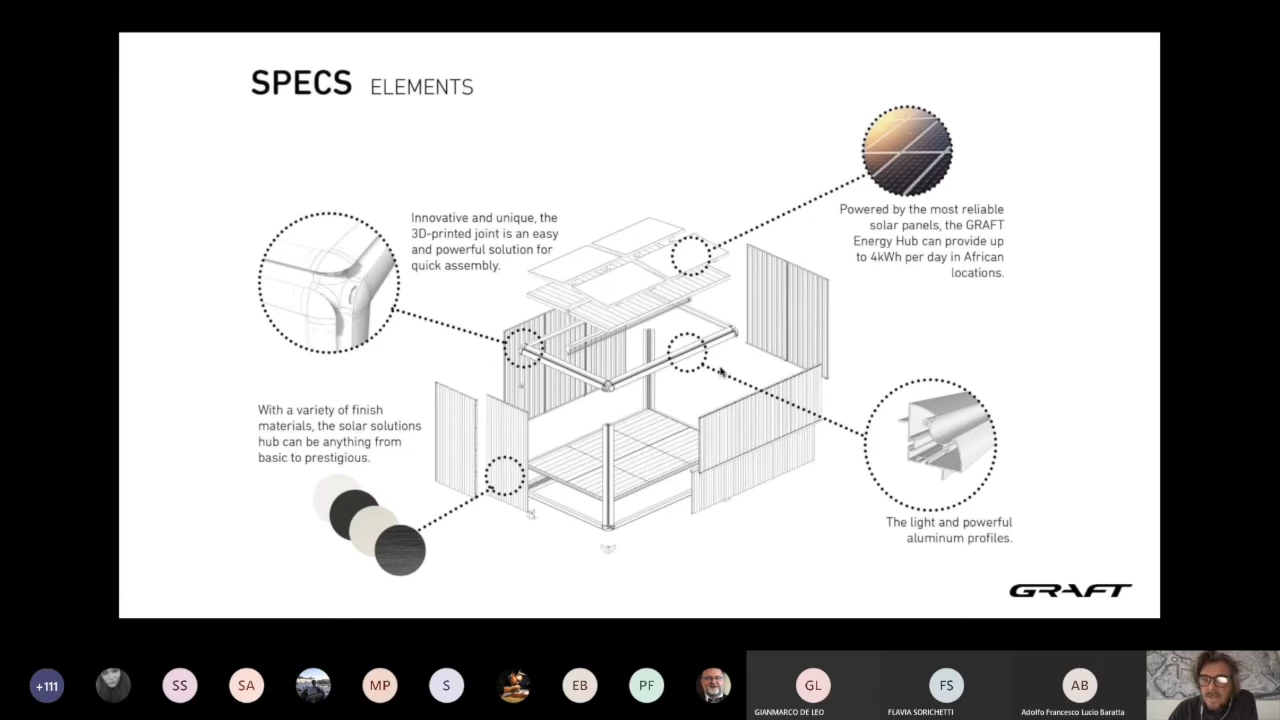 SPECS ELEMENTS
Innovative and unique, the
3D-printed joint is an easy
and powerful solution for
quick assembly.
Powered by the most reliable
solar panels, the GRAFT
Energy Hub can provide up
to 4kWh per day in African
locations.
With a variety of finish
materials, the solar solutions
hub can be anything from
basic to prestigious.
The light and powerful
aluminum profiles.
GRAFT
+111
SS
SA
MP
S
EB
PF
GL
FS
AB
GIANMARCO DE LEO
FLAVIA SORICHETTI
Adolfo Francesco Lucio Baratta